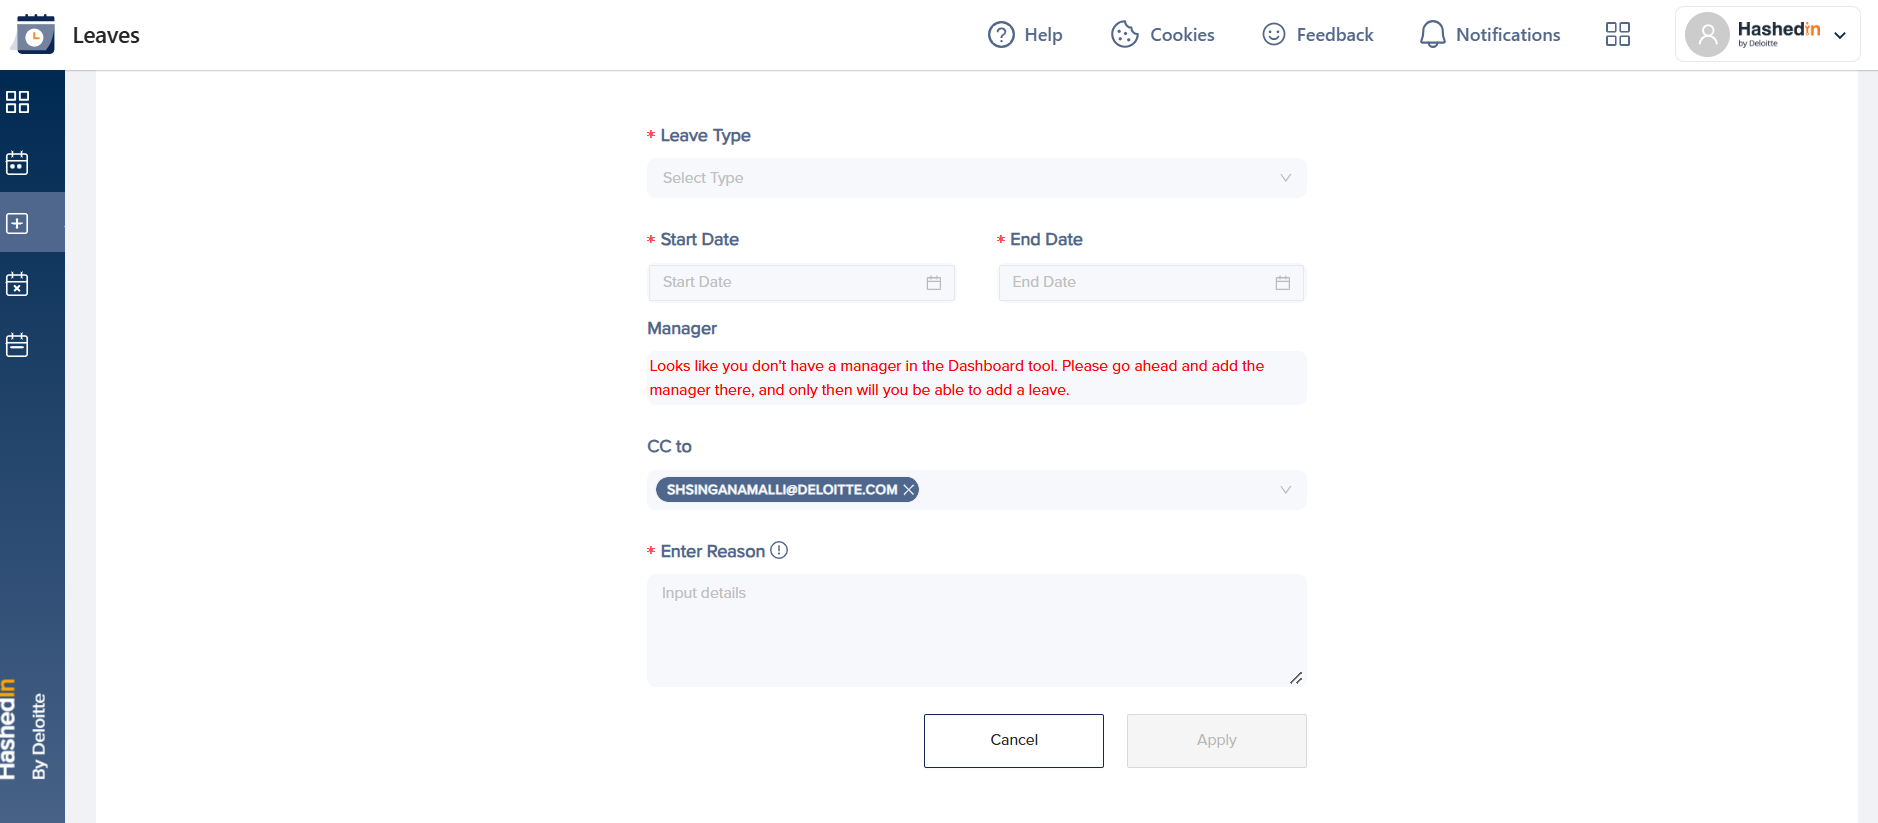 Leaves
Help
Cookies
Feedback
Notifications
HashedIn
by Deloitte
* Leave Type
Select Type
* Start Date
* End Date
Start Date
End Date
Manager
Looks like you don't have a manager in the Dashboard tool. Please go ahead and add the
manager there, and only then will you be able to add a leave.
CC to
SHSINGANAMALLI@DELOITTE.COM
* Enter Reason
Input details
Cancel
Apply
HashedIn
By Deloitte